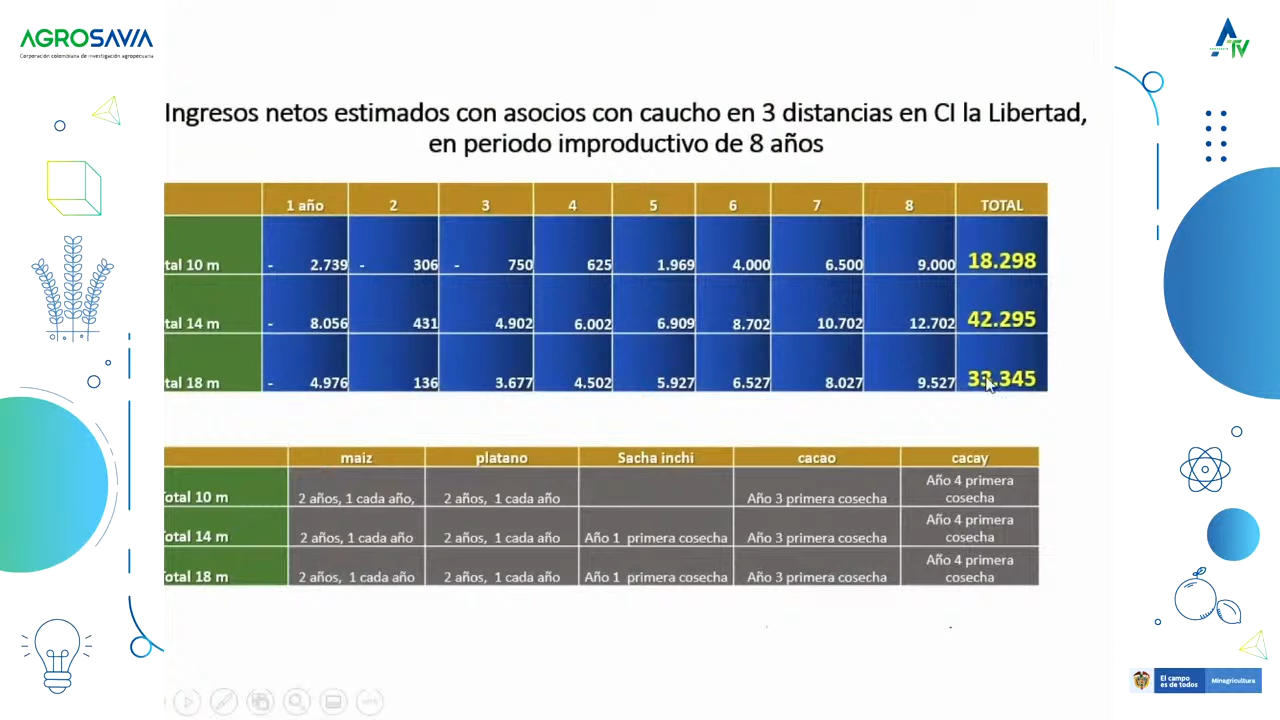 AGROSAVIA
Corporación colombiana de investigación agropecuaria
ATV
Ingresos netos estimados con asocios con caucho en 3 distancias en CI la Libertad,
en periodo improductivo de 8 años
1 año 2 3 4 5 6 7 8 TOTAL
tal 10 m - 2.739 - 306 - 750 625 1.969 4.000 6.500 9.000 18.298
tal 14 m - 8.056 431 4.902 6.002 6.909 8.702 10.702 12.702 42.295
tal 18 m - 4.976 136 3.677 4.502 5.927 6.527 8.027 9.527 33.345
maiz platano Sacha inchi cacao cacay
Total 10 m 2 años, 1 cada año, 2 años, 1 cada año Año 3 primera cosecha Año 4 primera cosecha
Total 14 m 2 años, 1 cada año 2 años, 1 cada año Año 1 primera cosecha Año 3 primera cosecha Año 4 primera cosecha
Total 18 m 2 años, 1 cada año 2 años, 1 cada año Año 1 primera cosecha Año 3 primera cosecha Año 4 primera cosecha
El campo
es de todos
Minagricultura